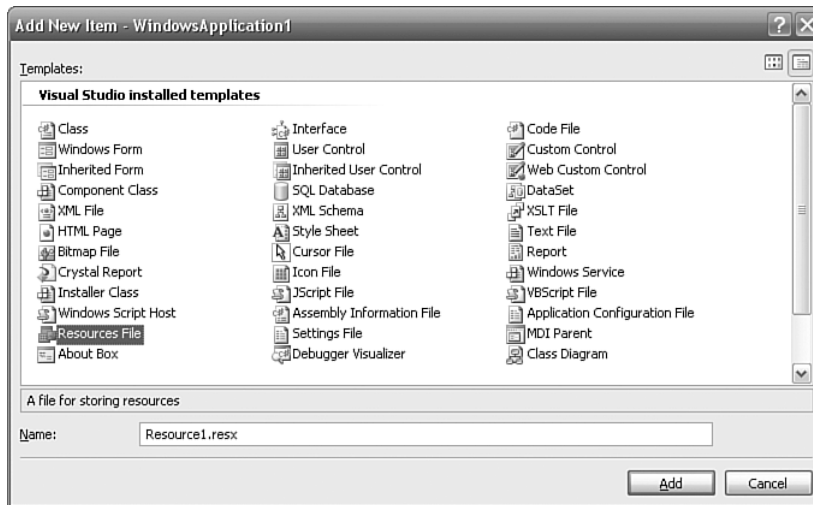 Add New Item - WindowsApplication1
Templates:
Visual Studio installed templates
Class Interface Code File
Windows Form User Control Custom Control
Inherited Form Inherited User Control Web Custom Control
Component Class SQL Database DataSet
XML File XML Schema XSLT File
HTML Page Style Sheet Text File
Bitmap File Cursor File Report
Crystal Report Icon File Windows Service
Installer Class JScript File VBScript File
Windows Script Host Assembly Information File Application Configuration File
Resources File Settings File MDI Parent
About Box Debugger Visualizer Class Diagram
A file for storing resources
Name: Resource1.resx
Add Cancel